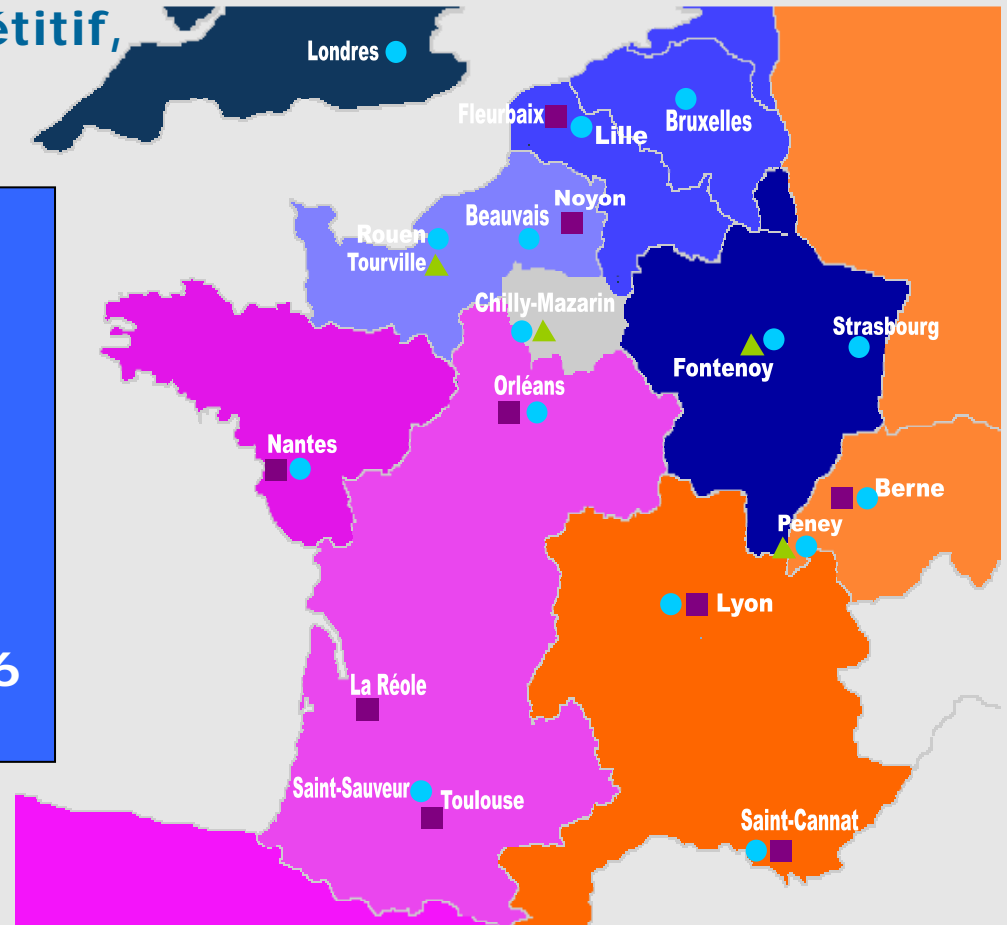 étitif,
Londres
Fleurbaix
Lille
Bruxelles
Noyon
Beauvais
Rouen
Tourville
Chilly-Mazarin
Strasbourg
Fontenoy
Orléans
Nantes
Berne
Peney
Lyon
6
La Réole
Saint-Sauveur
Toulouse
Saint-Cannat